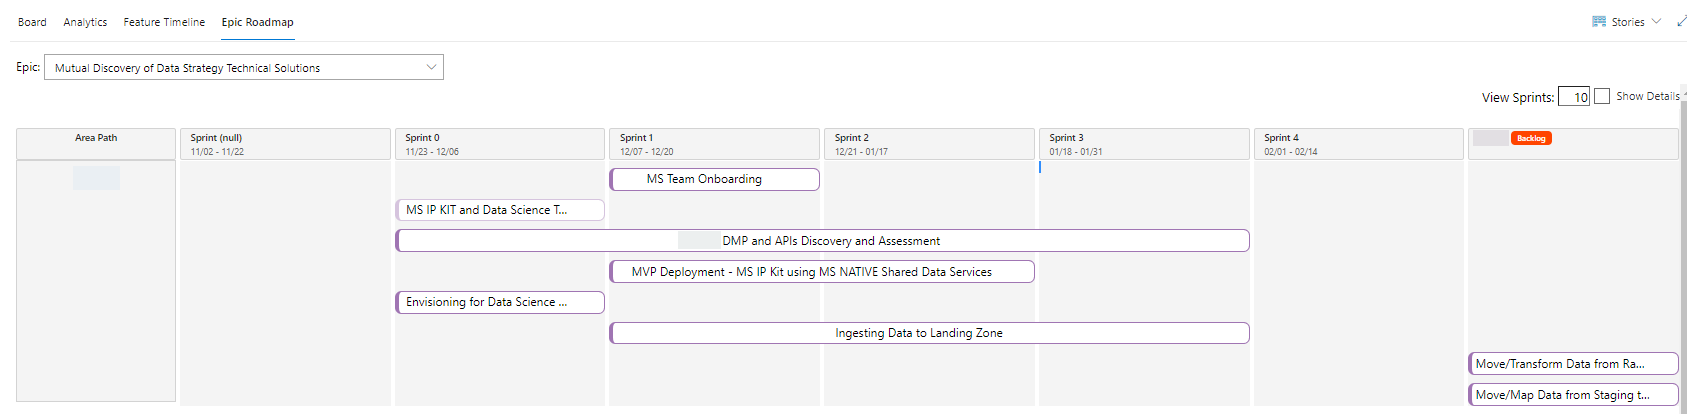 Board Analytics Feature Timeline Epic Roadmap Stories
Epic: Mutual Discovery of Data Strategy Technical Solutions
View Sprints: 10 Show Details
Area Path Sprint (null) Sprint 0 Sprint 1 Sprint 2 Sprint 3 Sprint 4 Backlog
11/02 - 11/22 11/23 - 12/06 12/07 - 12/20 12/21 - 01/17 01/18 - 01/31 02/01 - 02/14
MS Team Onboarding
MS IP KIT and Data Science T...
DMP and APIs Discovery and Assessment
MVP Deployment - MS IP Kit using MS NATIVE Shared Data Services
Envisioning for Data Science ...
Ingesting Data to Landing Zone
Move/Transform Data from Ra...
Move/Map Data from Staging t...